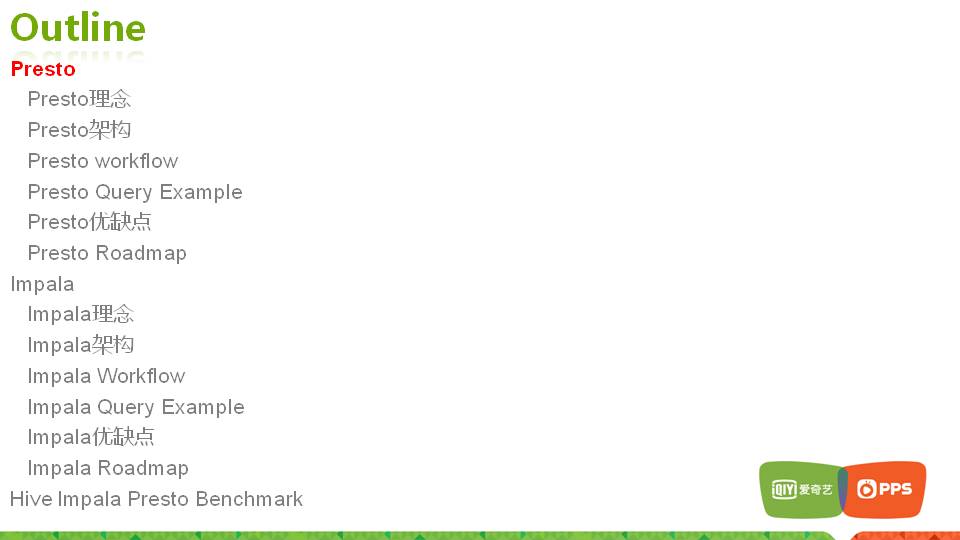 Outline
Presto
Presto理念
Presto架构
Presto workflow
Presto Query Example
Presto优缺点
Presto Roadmap
Impala
Impala理念
Impala架构
Impala Workflow
Impala Query Example
Impala优缺点
Impala Roadmap
Hive Impala Presto Benchmark
iQIYI 爱奇艺 PPS